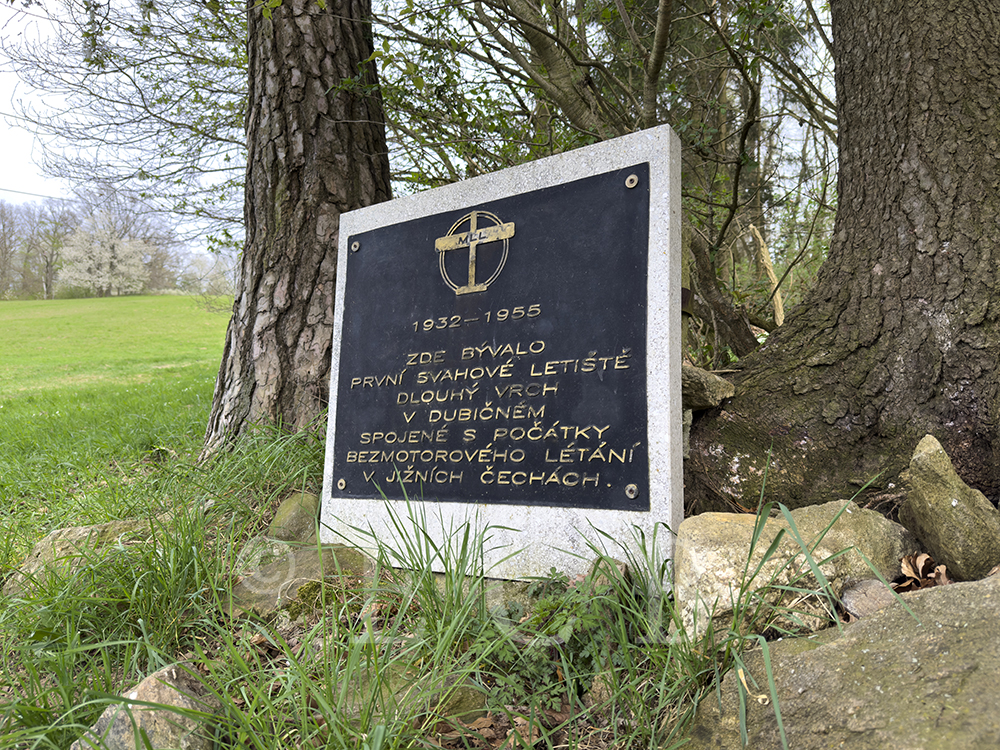 MLL
1932 – 1955
ZDE BÝVALO
PRVNÍ SVAHOVÉ LETIŠTĚ
DLOUHÝ VRCH
V DUBIČNÉM
SPOJENÉ S POČÁTKY
BEZMOTOROVÉHO LÉTÁNÍ
V JIŽNÍCH ČECHÁCH.